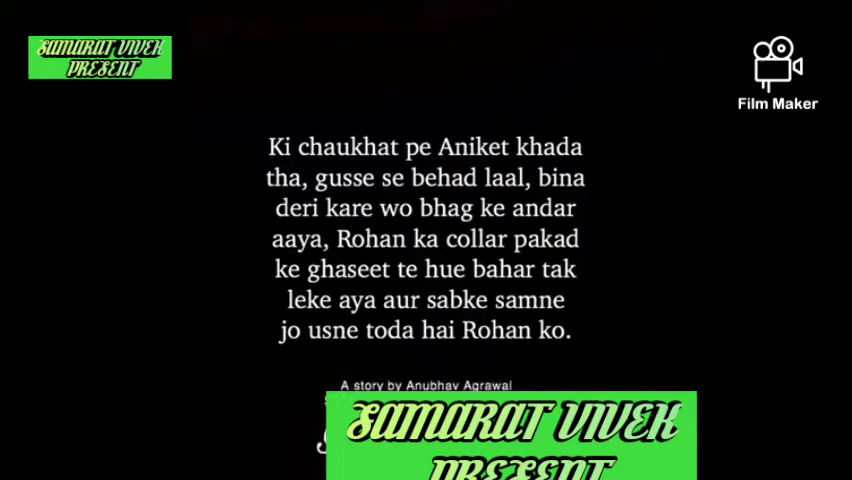 SAMARAT VIVEK
PRESENT
Film Maker
Ki chaukhat pe Aniket khada
tha, gusse se behad laal, bina
deri kare wo bhag ke andar
aaya, Rohan ka collar pakad
ke ghaseet te hue bahar tak
leke aya aur sabke samne
jo usne toda hai Rohan ko.
A story by Anubhav Agrawal
SAMARAT VIVEK
PRESENT